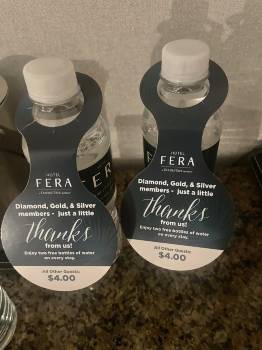 HOTEL
FERA
Diamond, Gold, & Silver
members - just a little
thanks
from us!
Enjoy two free bottles of water
on every stay.
All Other Guests:
$4.00
HOTEL
FERA
Diamond, Gold, & Silver
members - just a little
thanks
from us!
Enjoy two free bottles of water
on every stay.
All Other Guests:
$4.00